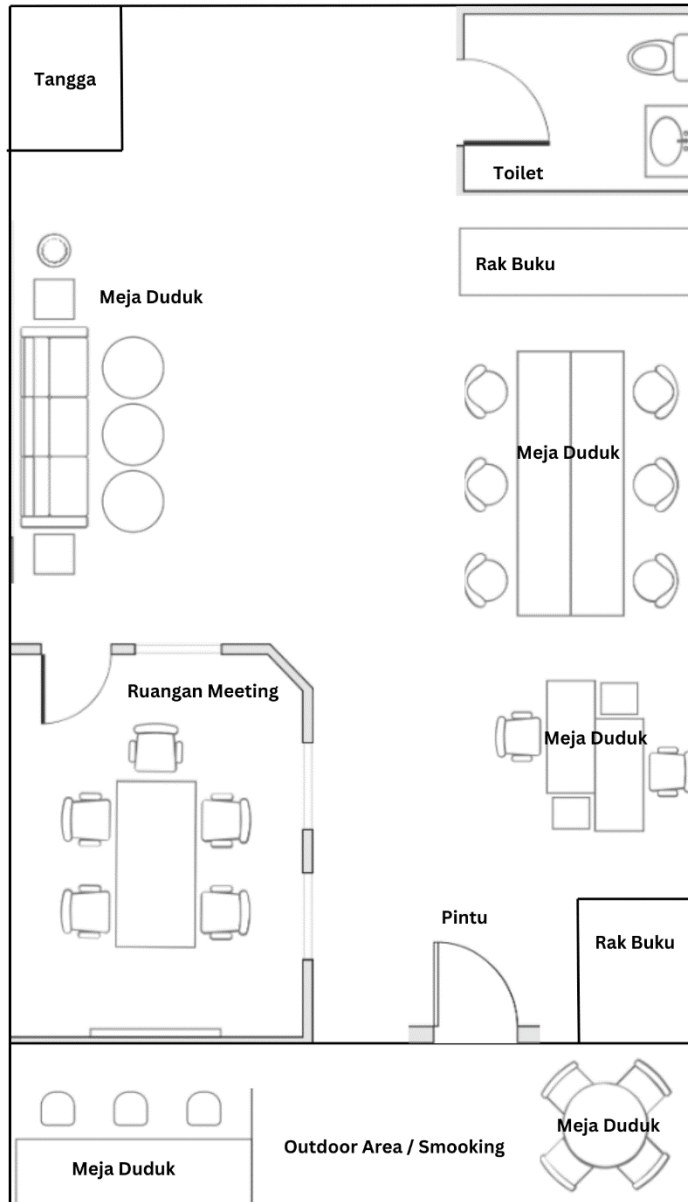 Tangga
Toilet
Rak Buku
Meja Duduk
Meja Duduk
Ruangan Meeting
Meja Duduk
Pintu
Rak Buku
Meja Duduk
Outdoor Area / Smooking
Meja Duduk